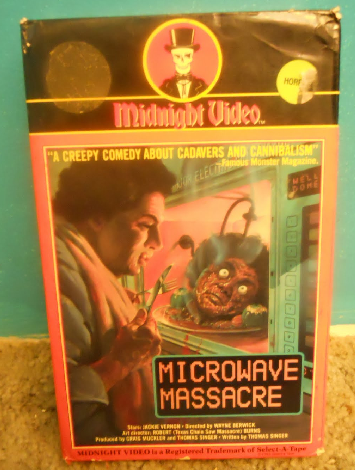 HORR
Midnight Video™
"A CREEPY COMEDY ABOUT CADAVERS AND CANNIBALISM"
~Famous Monster Magazine.
WELL
DONE
MICROWAVE
MASSACRE
Stars: JACKIE VERNON • Directed by WAYNE BERWICK
Art director: ROBERT (Texas Chain Saw Massacre) BURNS
Produced by CRAIG MUCKLER and THOMAS SINGER • Written by THOMAS SINGER
MIDNIGHT VIDEO is a Registered Trademark of Select-A-Tape